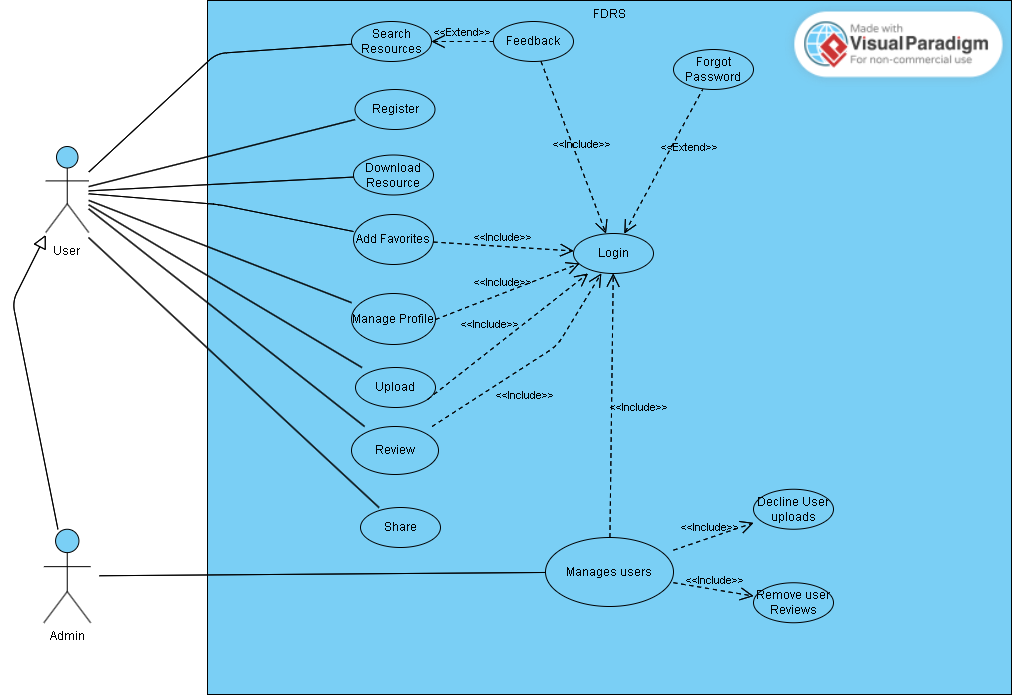 FDRS
Made with
VisualParadigm
For non-commercial use
Search
Resources
<<Extend>>
Feedback
Forgot
Password
Register
<<Include>>
<<Extend>>
Download
Resource
User
Add Favorites
<<Include>>
Login
<<Include>>
Manage Profile
<<Include>>
Upload
<<Include>>
<<Include>>
Review
Share
Decline User
uploads
<<Include>>
Manages users
<<Include>>
Remove user
Reviews
Admin